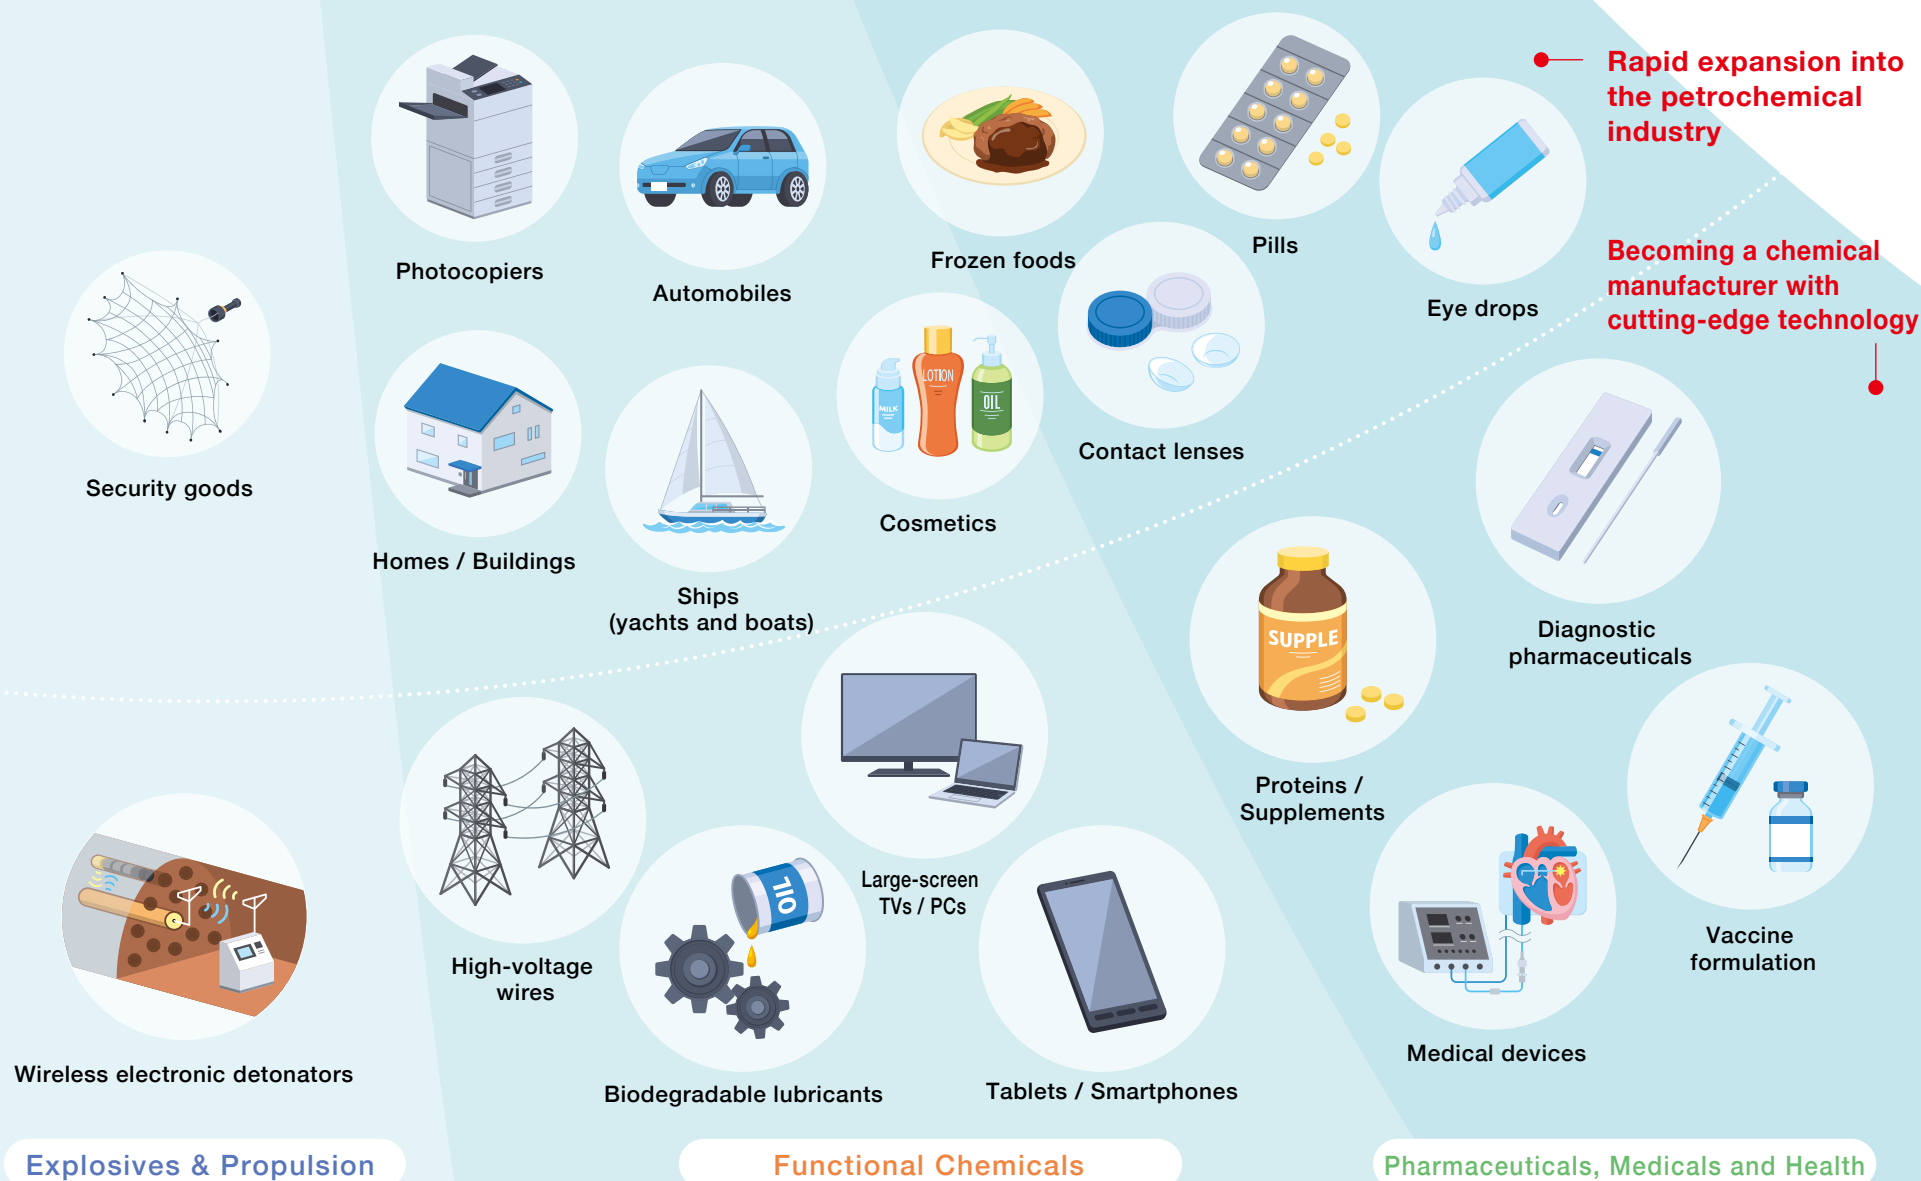 Rapid expansion into
the petrochemical
industry
Photocopiers
Automobiles
Frozen foods
Pills
Eye drops
Becoming a chemical
manufacturer with
cutting-edge technology
Security goods
Homes / Buildings
Ships
(yachts and boats)
MILK
LOTION
OIL
Cosmetics
Contact lenses
Diagnostic
pharmaceuticals
SUPPLE
Proteins /
Supplements
Large-screen
TVs / PCs
High-voltage
wires
OIL
Biodegradable lubricants
Tablets / Smartphones
Medical devices
Vaccine
formulation
Wireless electronic detonators
Explosives & Propulsion
Functional Chemicals
Pharmaceuticals, Medicals and Health